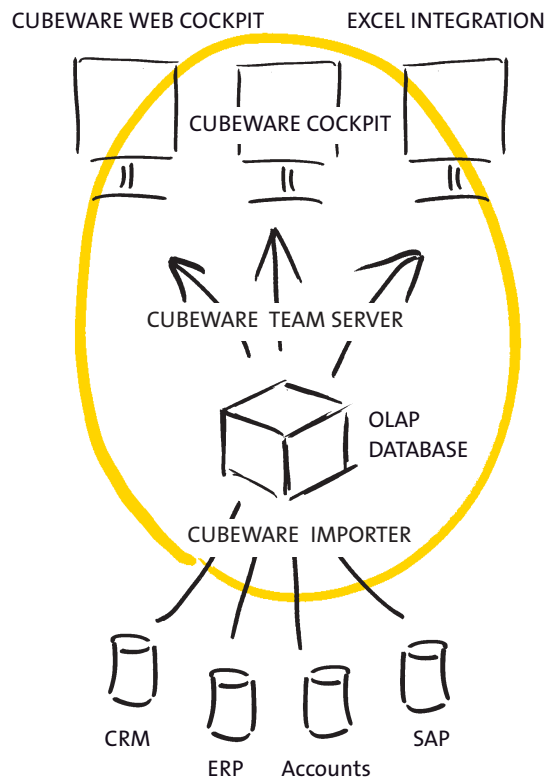 CUBEWARE WEB COCKPIT
EXCEL INTEGRATION
CUBEWARE COCKPIT
CUBEWARE TEAM SERVER
OLAP
DATABASE
CUBEWARE IMPORTER
CRM
ERP
Accounts
SAP